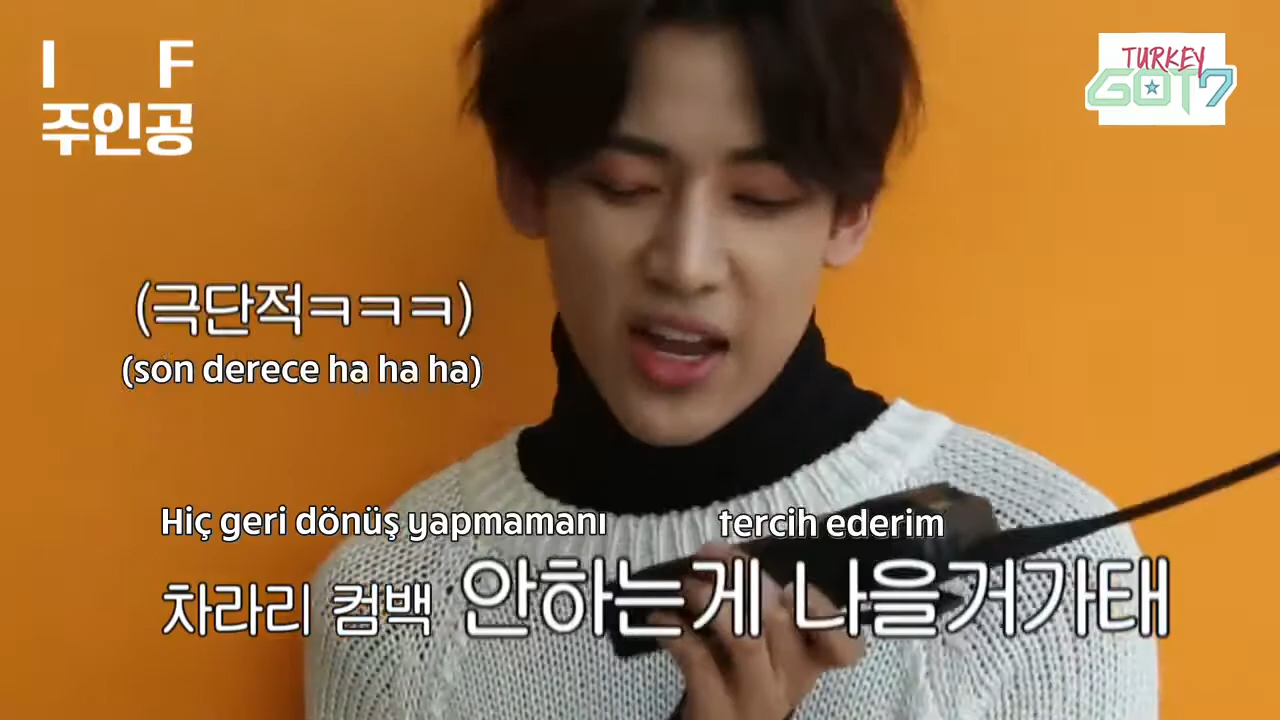 I F
주인공
TURKEY
GOT7
(극단적ㅋㅋㅋ)
(son derece ha ha ha)
Hiç geri dönüş yapmamanı tercih ederim
차라리 컴백 안하는게 나을거가태